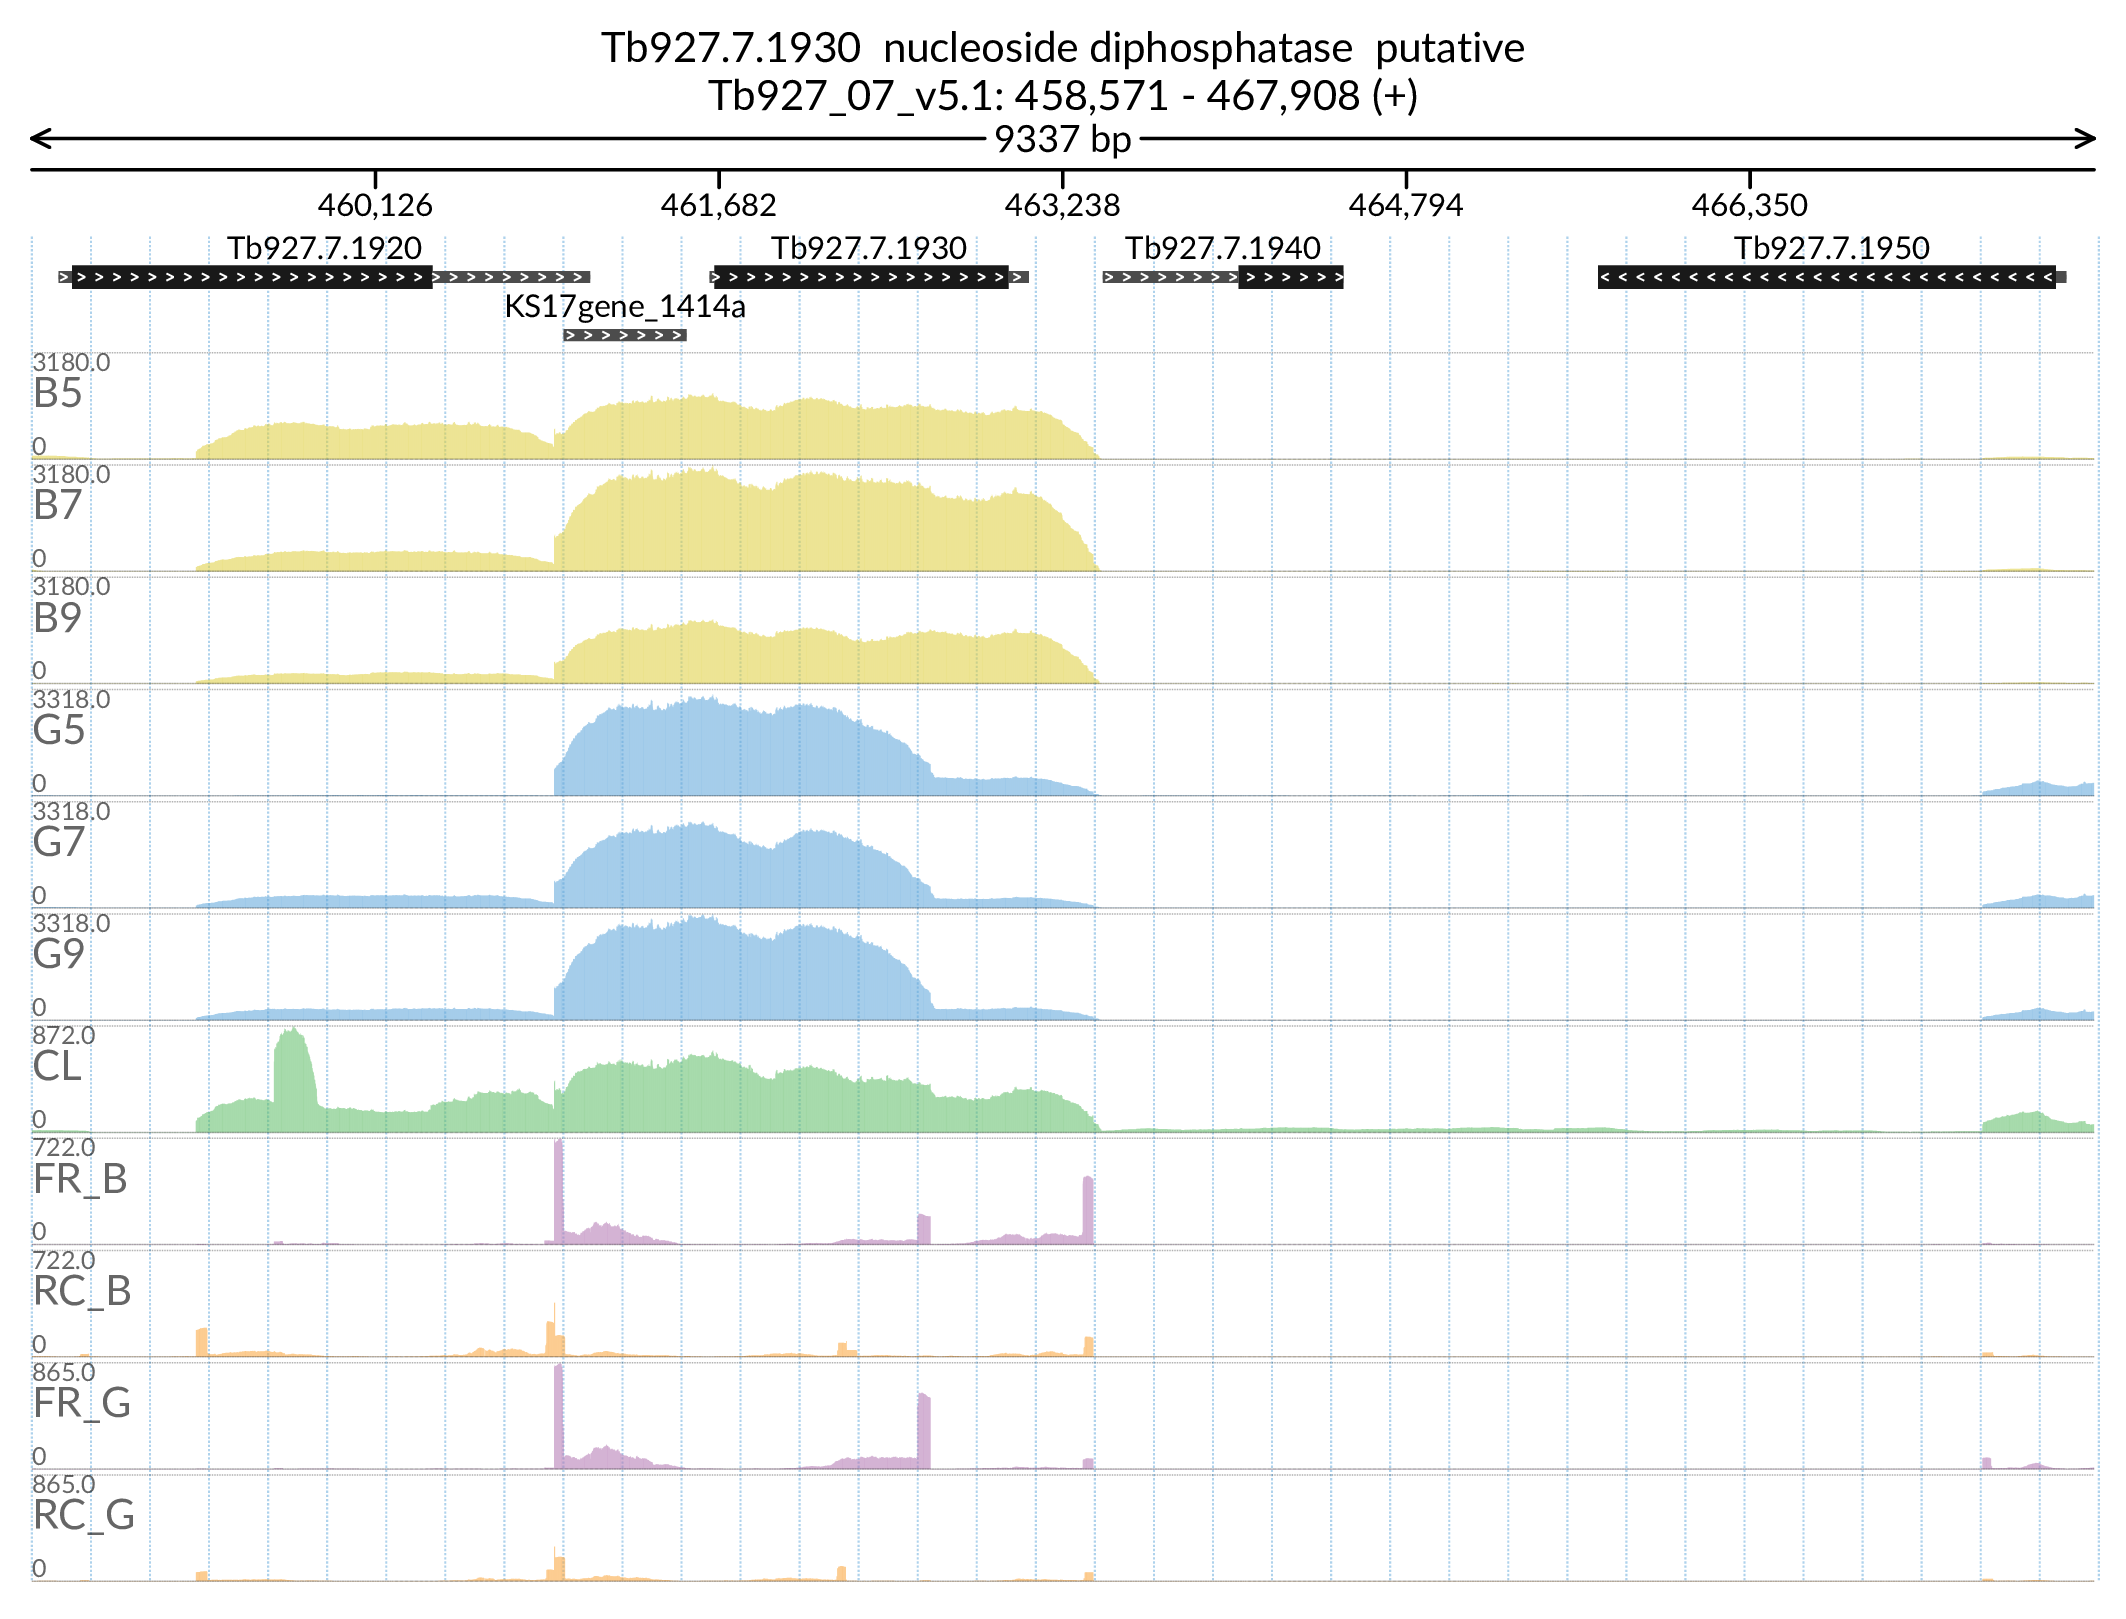 Tb927.7.1930  nucleoside diphosphatase  putative
Tb927_07_v5.1: 458,571 - 467,908 (+)
9337 bp
460,126 461,682 463,238 464,794 466,350
Tb927.7.1920 Tb927.7.1930 Tb927.7.1940 Tb927.7.1950
KS17gene_1414a
3180.0
B5
0
3180.0
B7
0
3180.0
B9
0
3318.0
G5
0
3318.0
G7
0
3318.0
G9
0
872.0
CL
0
722.0
FR_B
0
722.0
RC_B
0
865.0
FR_G
0
865.0
RC_G
0